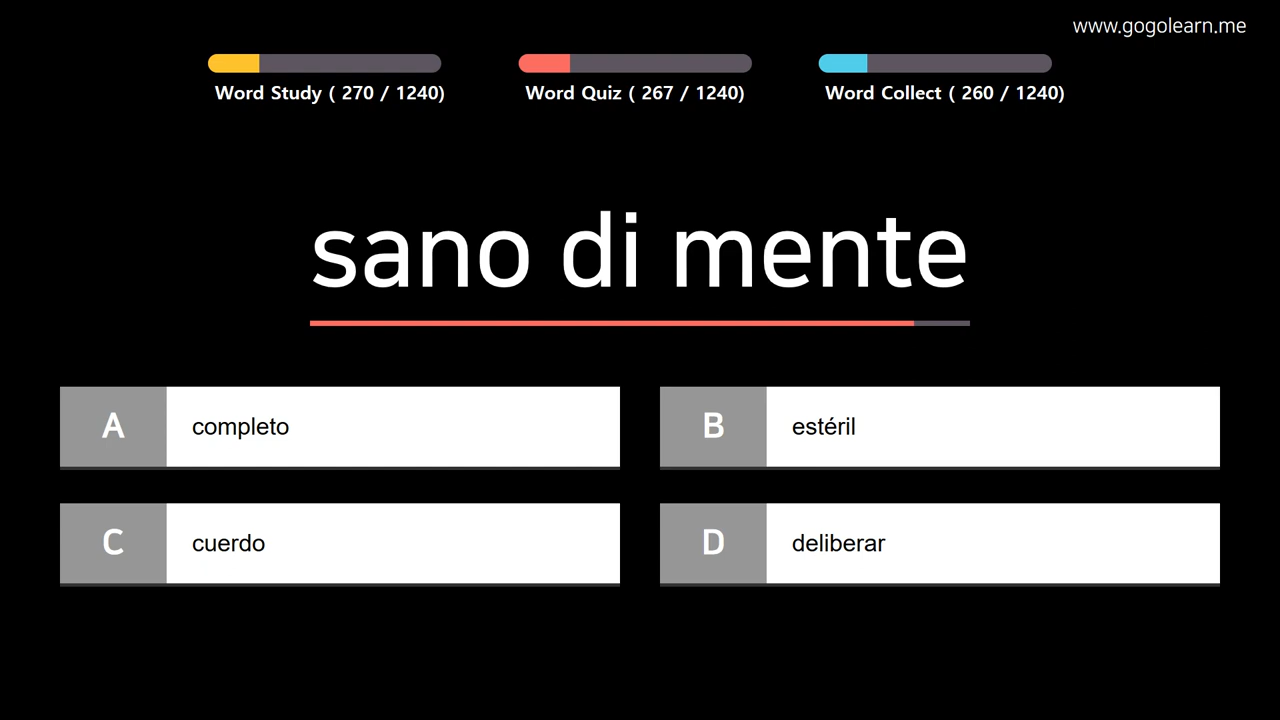 www.gogolearn.me
Word Study ( 270 / 1240)
Word Quiz ( 267 / 1240)
Word Collect ( 260 / 1240)
sano di mente
A completo
B estéril
C cuerdo
D deliberar